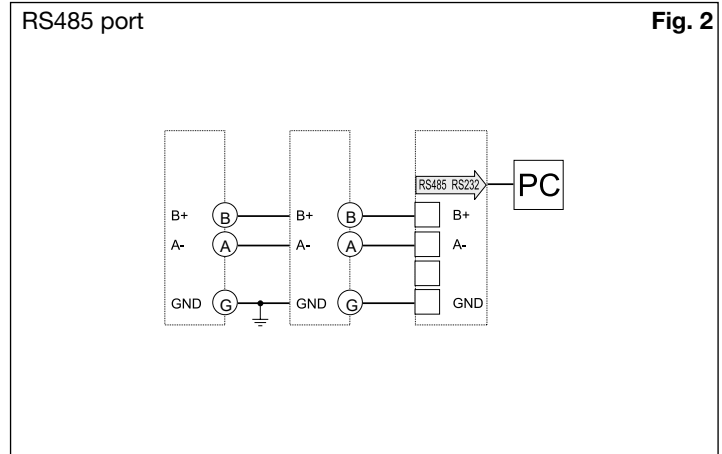 RS485 port Fig. 2
RS485 RS232 PC
B+ B B+ B B+
A- A A- A A-
GND G GND G GND